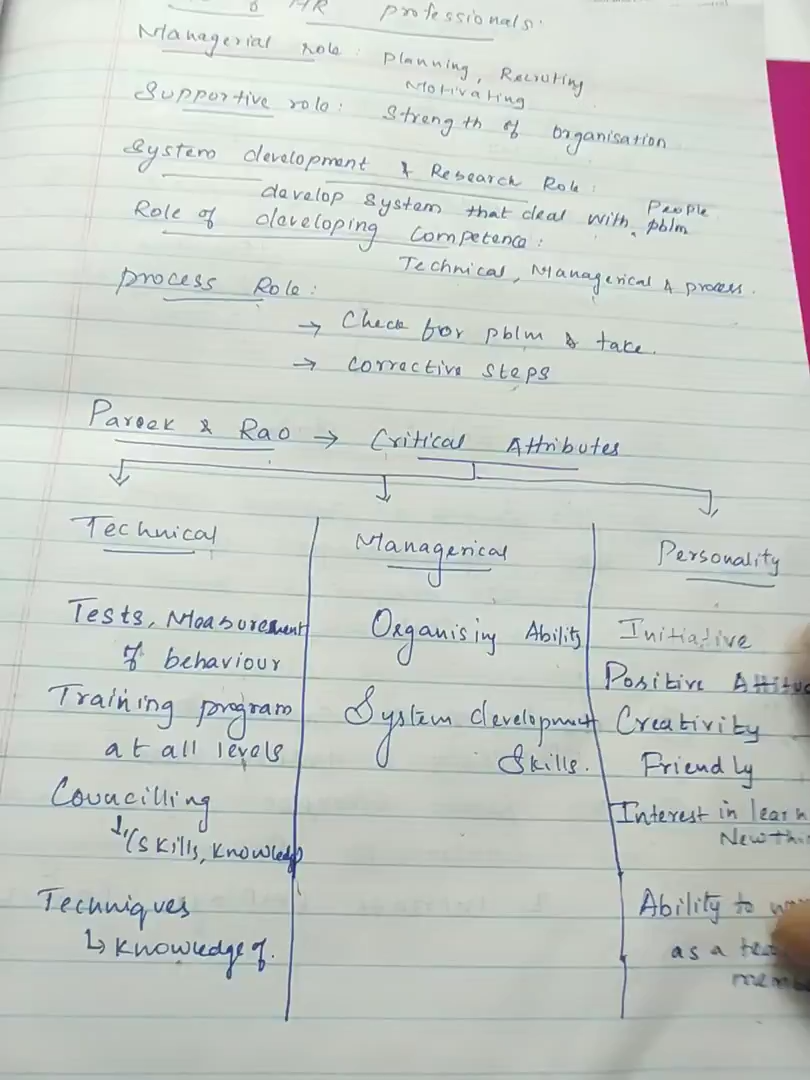 HR professionals.
Managerial role: Planning, Recruting
Motivating
Supportive role: Strength of organisation
System development & Research Role:
develop system that deal with People pblm
Role of developing Competence:
Technical, Managerical & process.
Process Role:
→ Check for pblm & take.
→ corrective steps
Pareek & Rao → Critical Attributes
Technical Managerical Personality
Tests, Measurement Organising Ability Initiative
of behaviour Positive
Training program System development Creativity
at all levels Skills. Friendly
Couacilling Interest in
↳ (Skills, Knowledge New
Techniques Ability to
↳ Knowledge of. as a